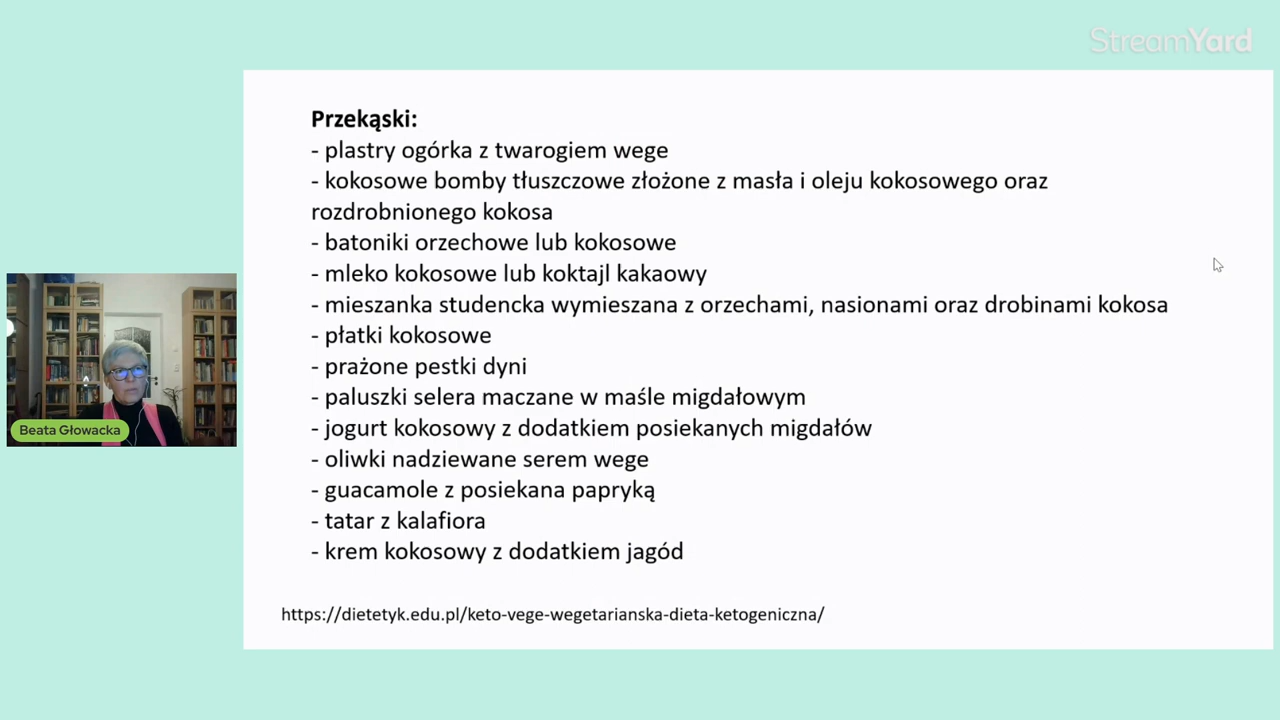 StreamYard
Przekąski:
- plastry ogórka z twarogiem wege
- kokosowe bomby tłuszczowe złożone z masła i oleju kokosowego oraz
rozdrobnionego kokosa
- batoniki orzechowe lub kokosowe
- mleko kokosowe lub koktajl kakaowy
- mieszanka studencka wymieszana z orzechami, nasionami oraz drobinami kokosa
- płatki kokosowe
- prażone pestki dyni
- paluszki selera maczane w maśle migdałowym
- jogurt kokosowy z dodatkiem posiekanych migdałów
- oliwki nadziewane serem wege
- guacamole z posiekana papryką
- tatar z kalafiora
- krem kokosowy z dodatkiem jagód
https://dietetyk.edu.pl/keto-vege-wegetarianska-dieta-ketogeniczna/
Beata Głowacka